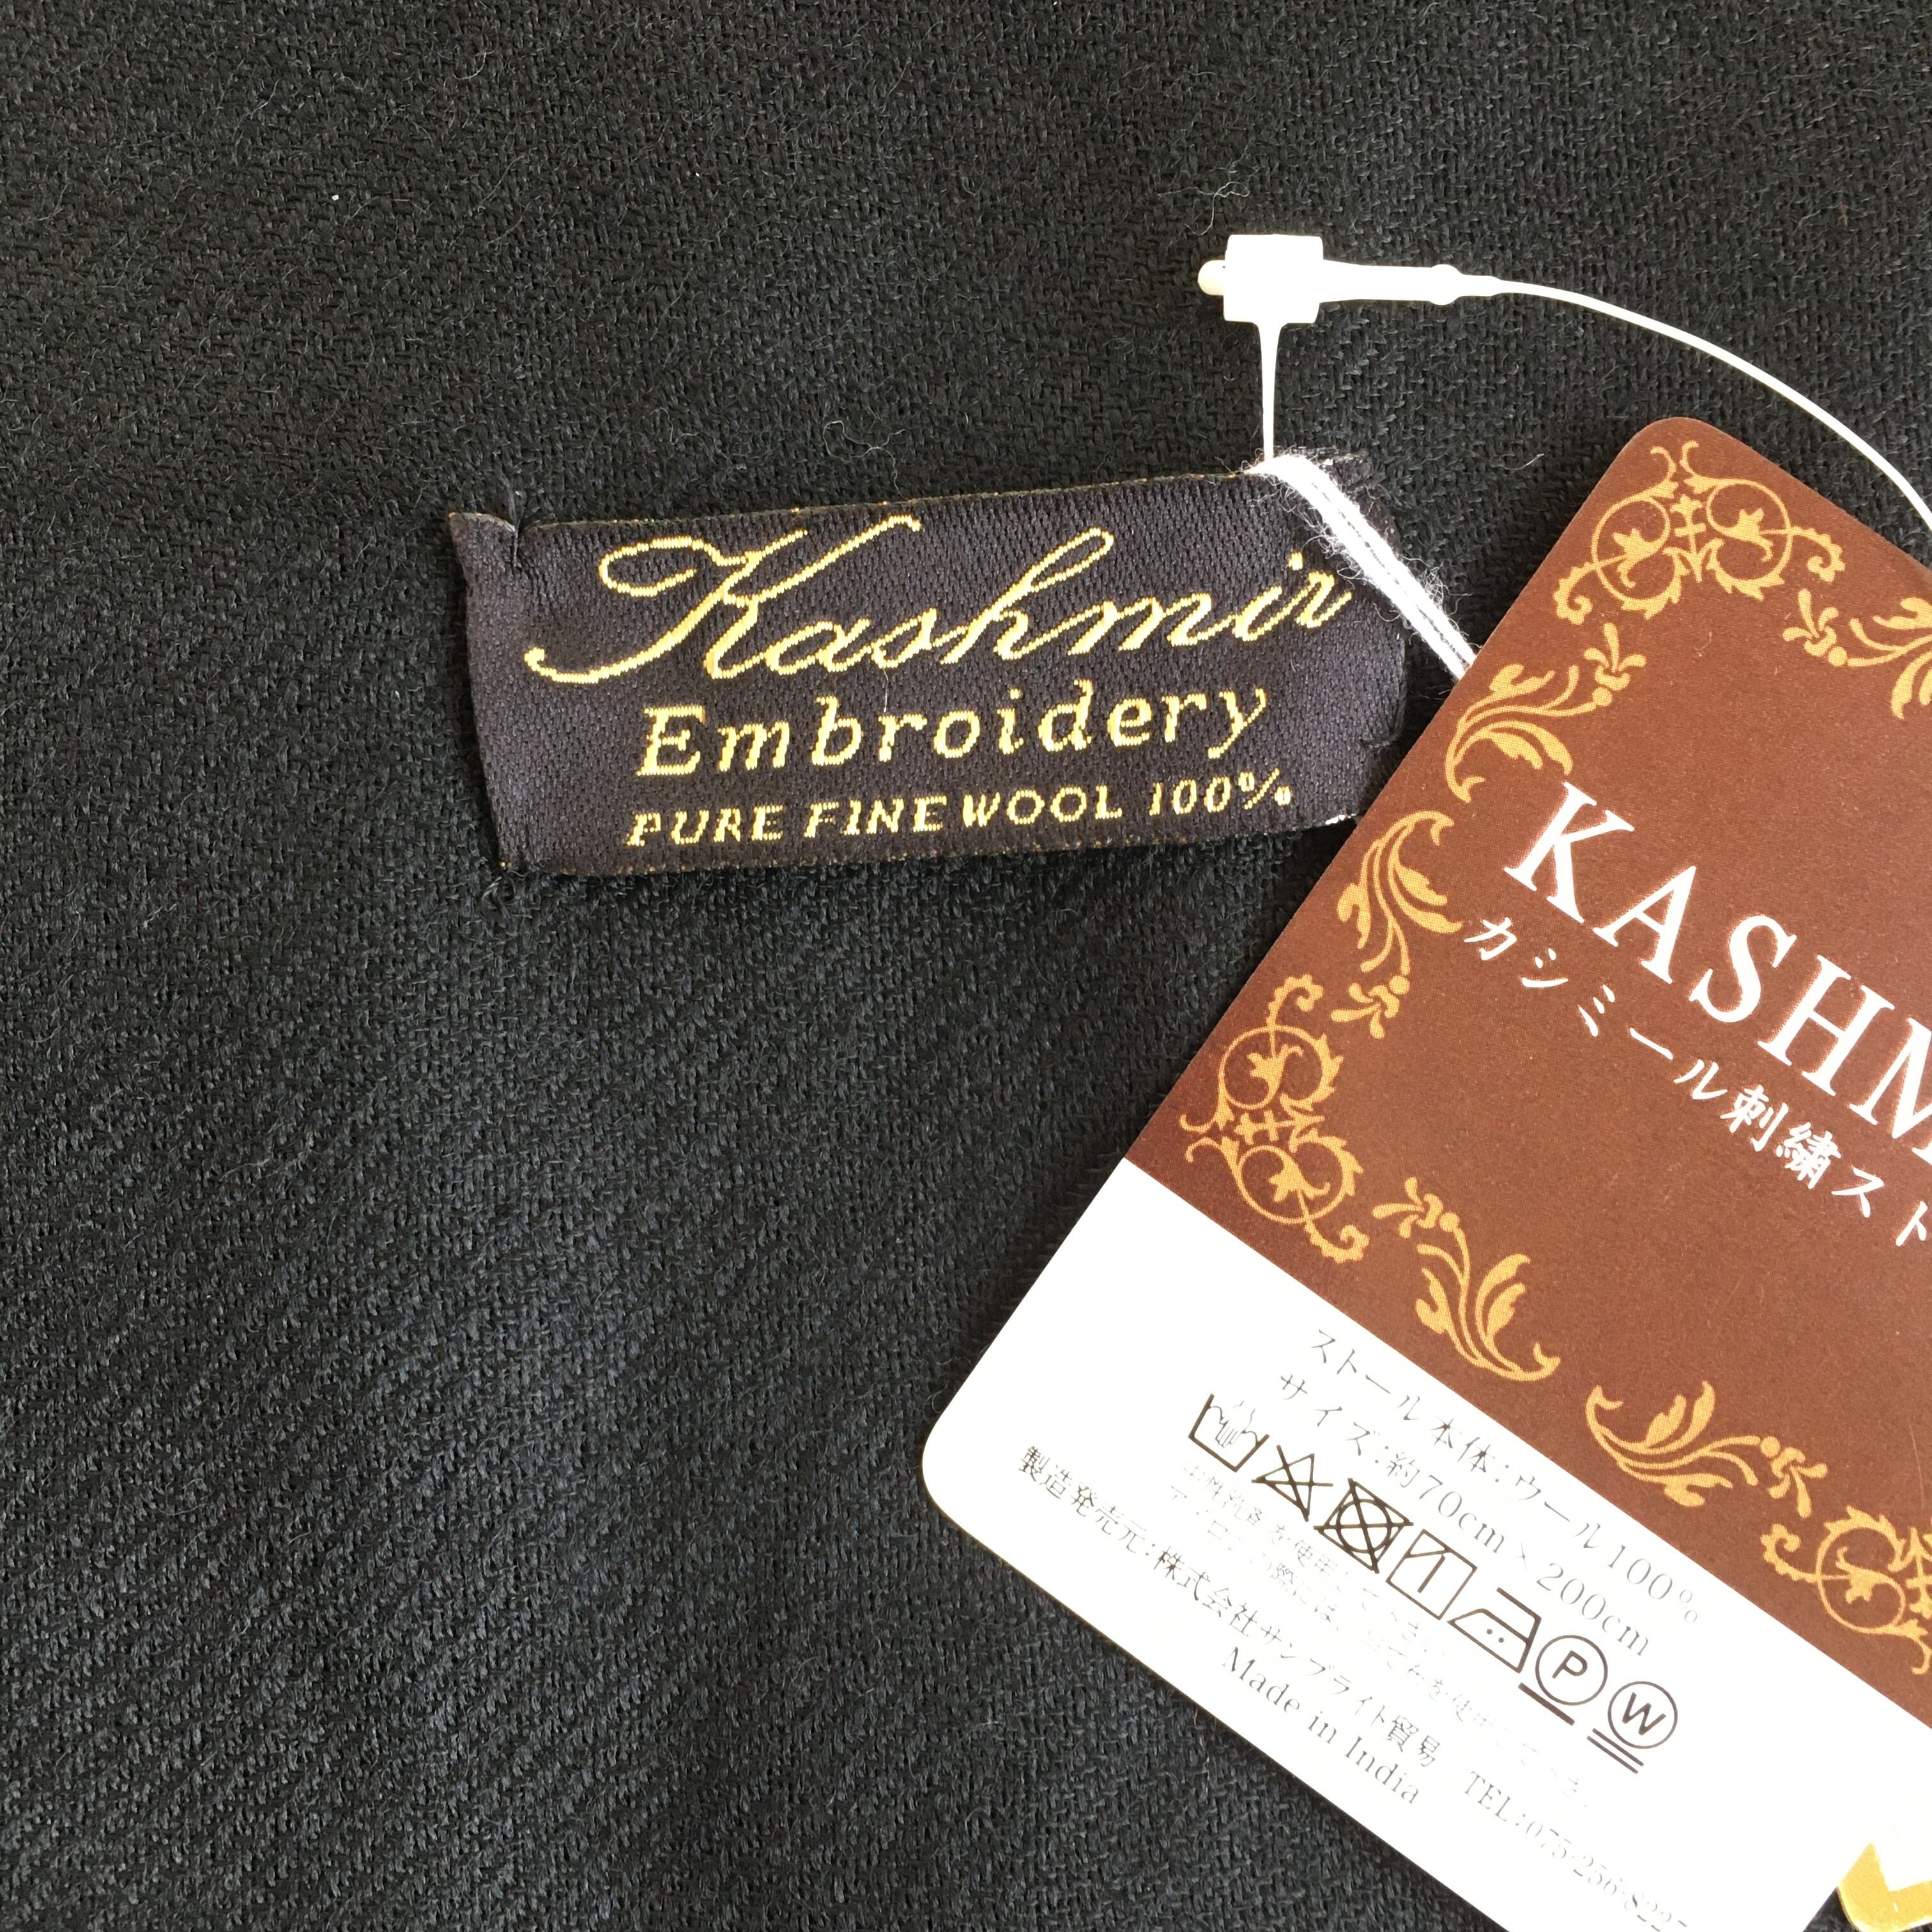 Kashmir
Embroidery
PURE FINE WOOL 100%
KASHM
カシミール刺繍スト
ストール本体:ウール100%
サイズ:約70cm×200cm
P W
製造発売元:株式会社サンブライト貿易 TEL:075-256-822
Made in India